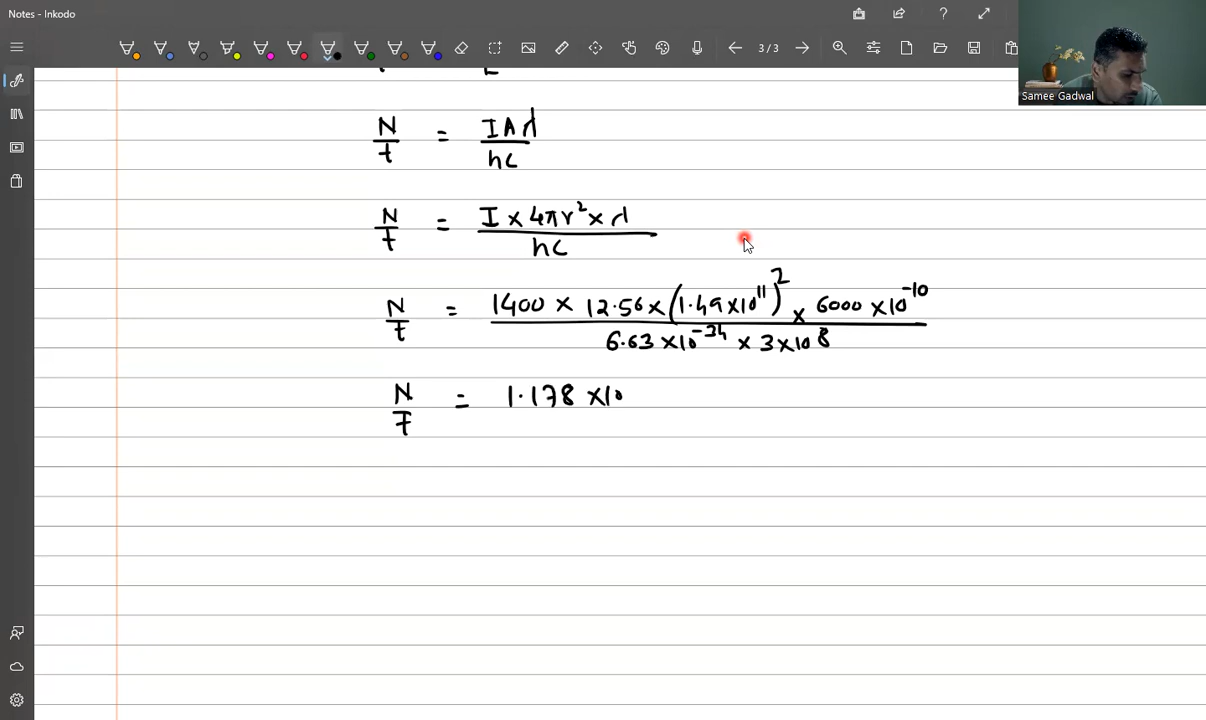 Notes - Inkodo
3 / 3
Samee Gadwal
N/t = IAλ/hc
N/t = I × 4πr² × λ/hc
N/t = 1400 × 12.56 × (1.49×10¹¹)² × 6000 ×10⁻¹⁰/6.63 ×10⁻³⁴ × 3×10⁸
N/t = 1.178 ×10